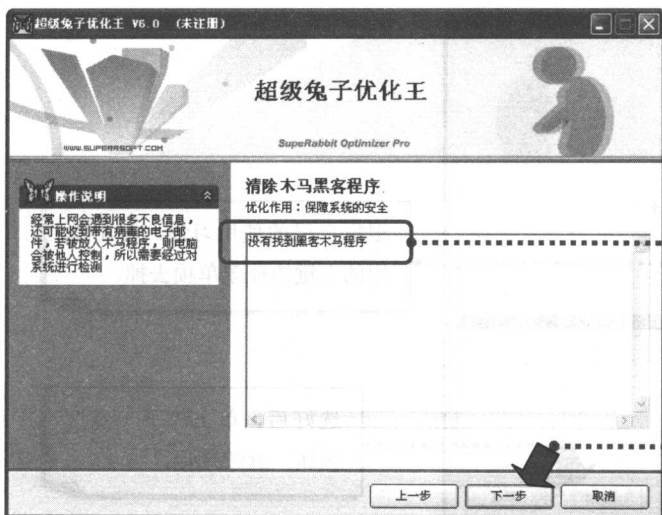 超级兔子优化王 V6.0 （未注册）
超级兔子优化王
WWW.SUPERRSOFT.COM
SupeRabbit Optimizer Pro
操作说明
经常上网会遇到很多不良信息，
还可能收到带有病毒的电子邮
件，若被放入木马程序，则电脑
会被他人控制，所以需要经过对
系统进行检测
清除木马黑客程序
优化作用：保障系统的安全
没有找到黑客木马程序
上一步
下一步
取消